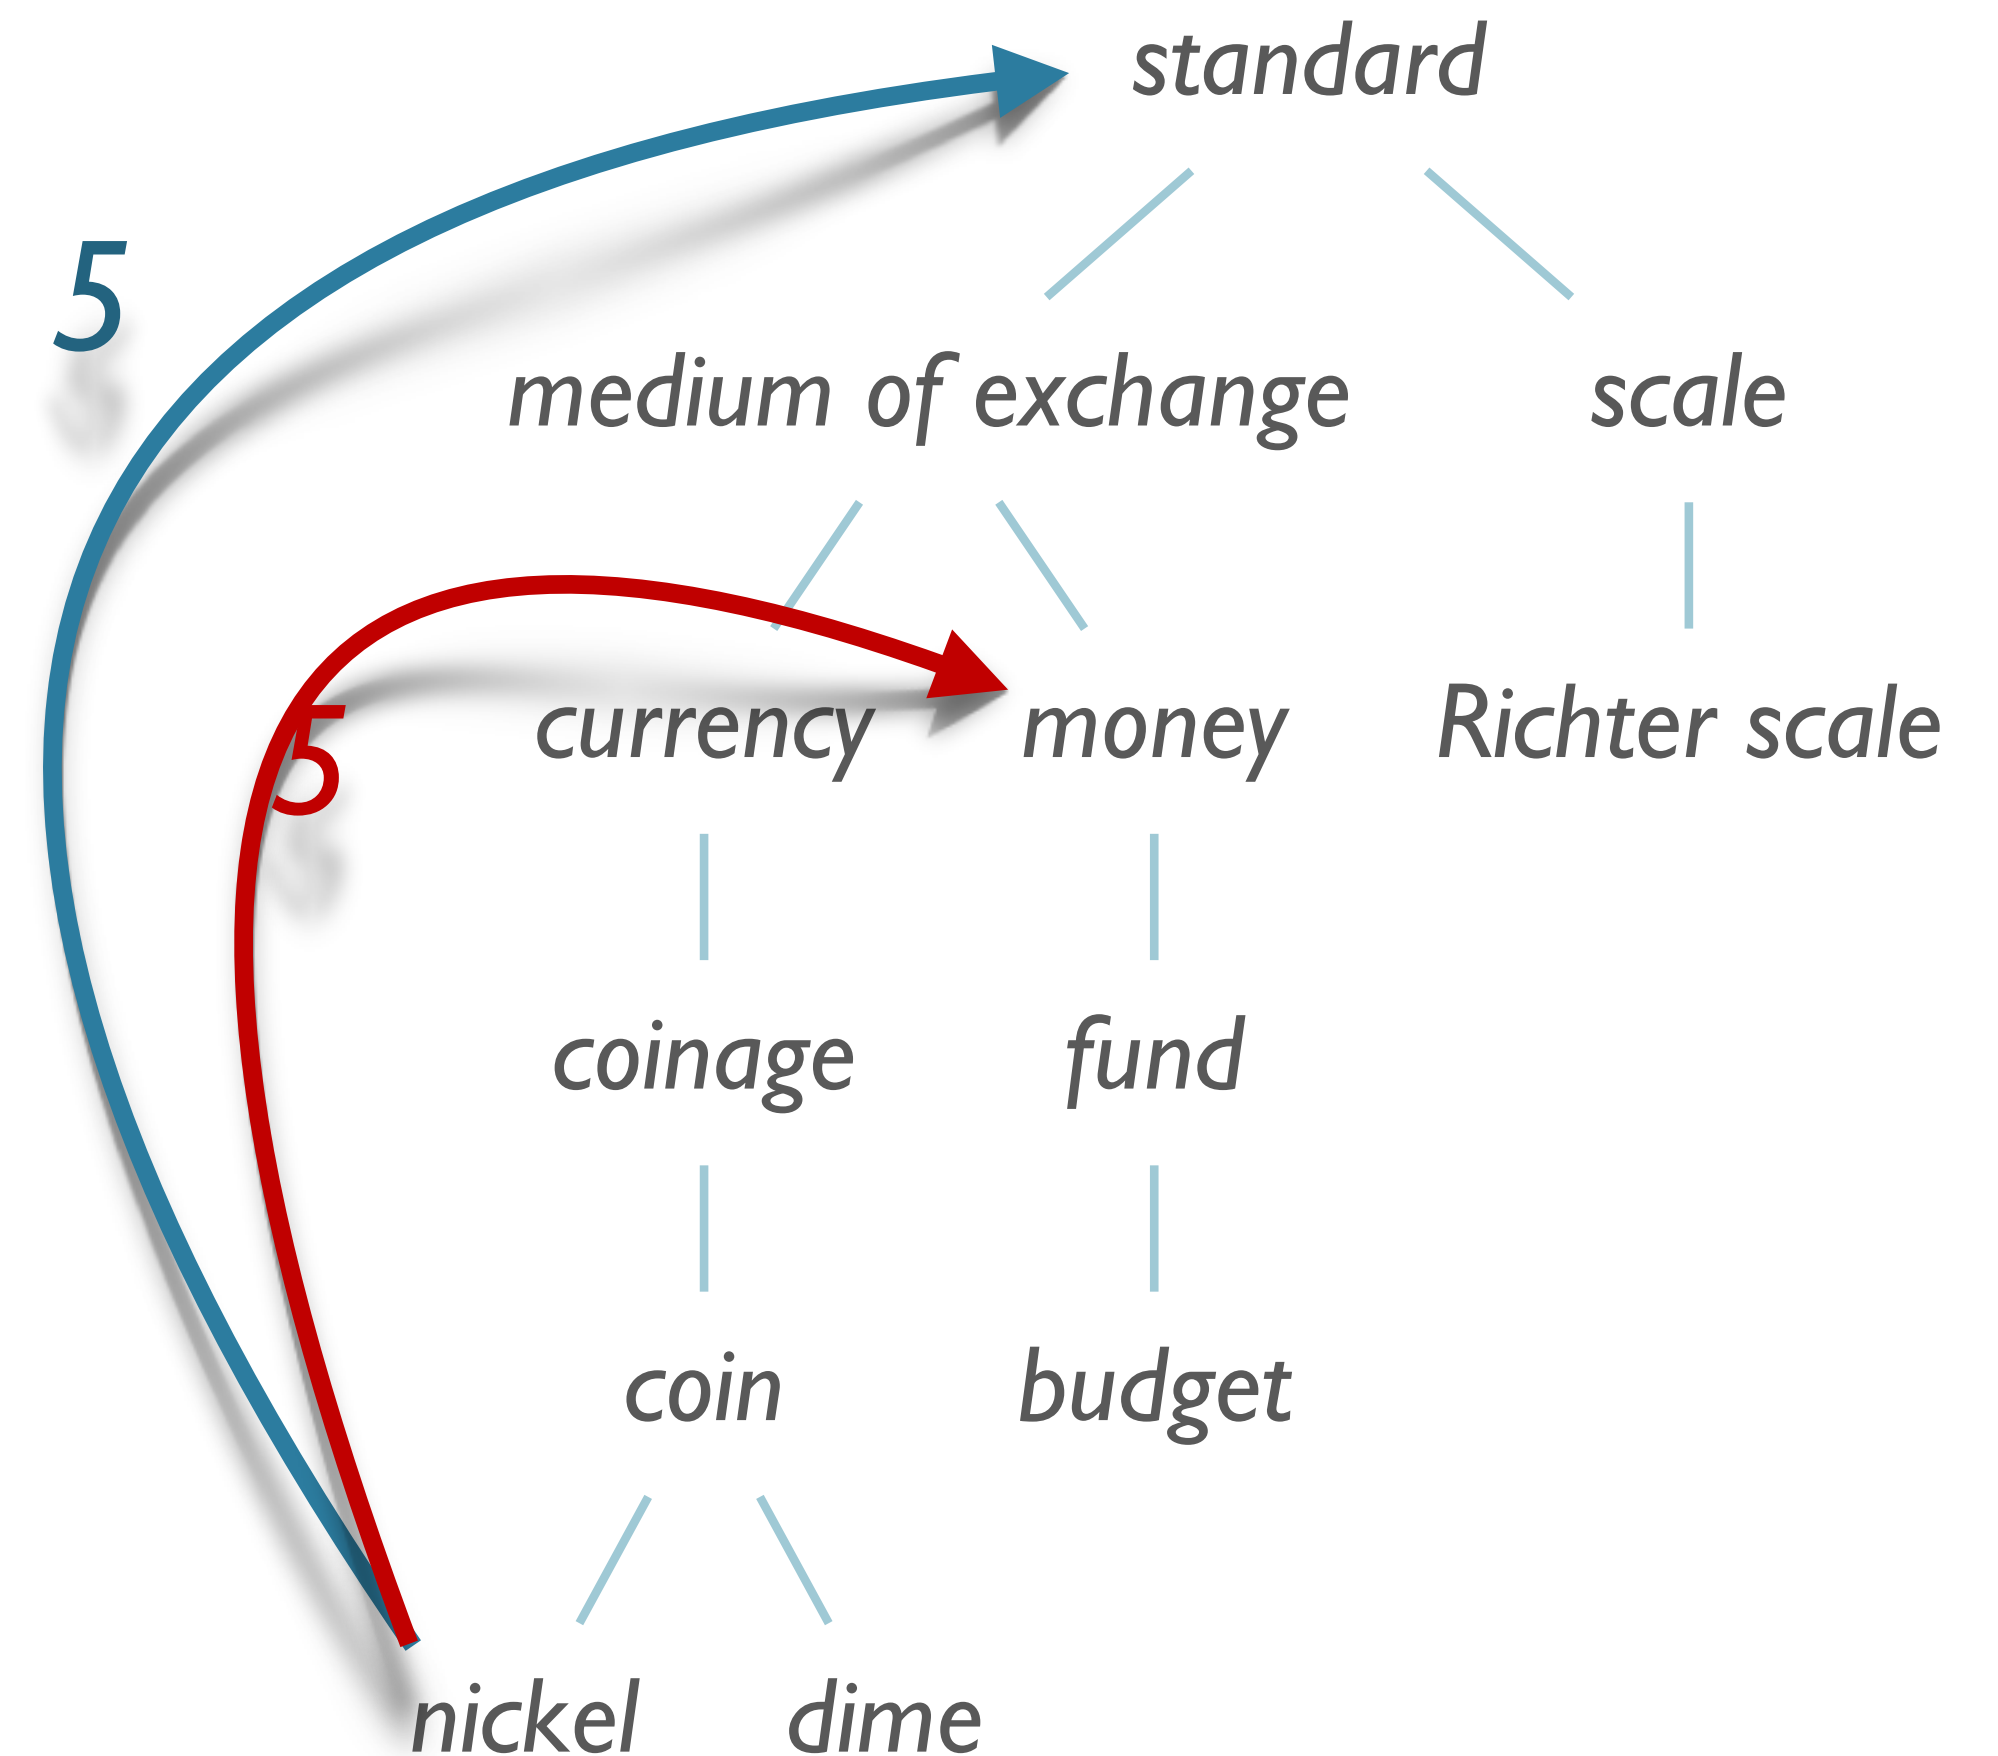 standard
5
medium of exchange scale
5
currency money Richter scale
coinage fund
coin budget
nickel dime